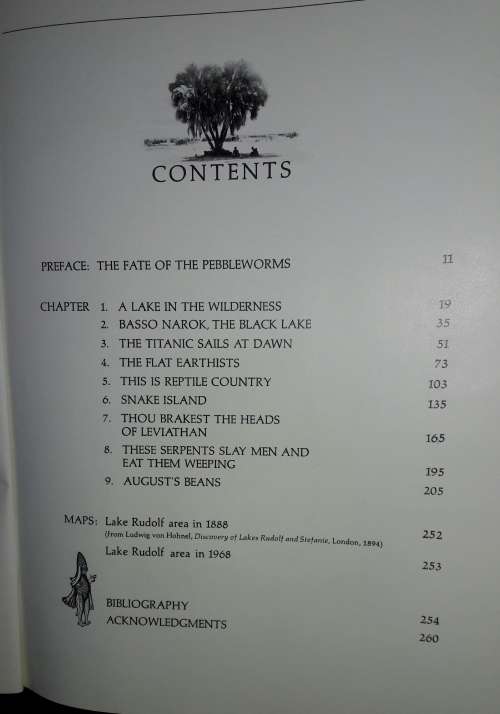 CONTENTS
PREFACE: THE FATE OF THE PEBBLEWORMS 11
CHAPTER 1. A LAKE IN THE WILDERNESS 19
2. BASSO NAROK, THE BLACK LAKE 35
3. THE TITANIC SAILS AT DAWN 51
4. THE FLAT EARTHISTS 73
5. THIS IS REPTILE COUNTRY 103
6. SNAKE ISLAND 135
7. THOU BRAKEST THE HEADS
OF LEVIATHAN 165
8. THESE SERPENTS SLAY MEN AND
EAT THEM WEEPING 195
9. AUGUST'S BEANS 205
MAPS: Lake Rudolf area in 1888 252
(from Ludwig von Hohnel, Discovery of Lakes Rudolf and Stefanie, London, 1894)
Lake Rudolf area in 1968 253
BIBLIOGRAPHY 254
ACKNOWLEDGMENTS 260